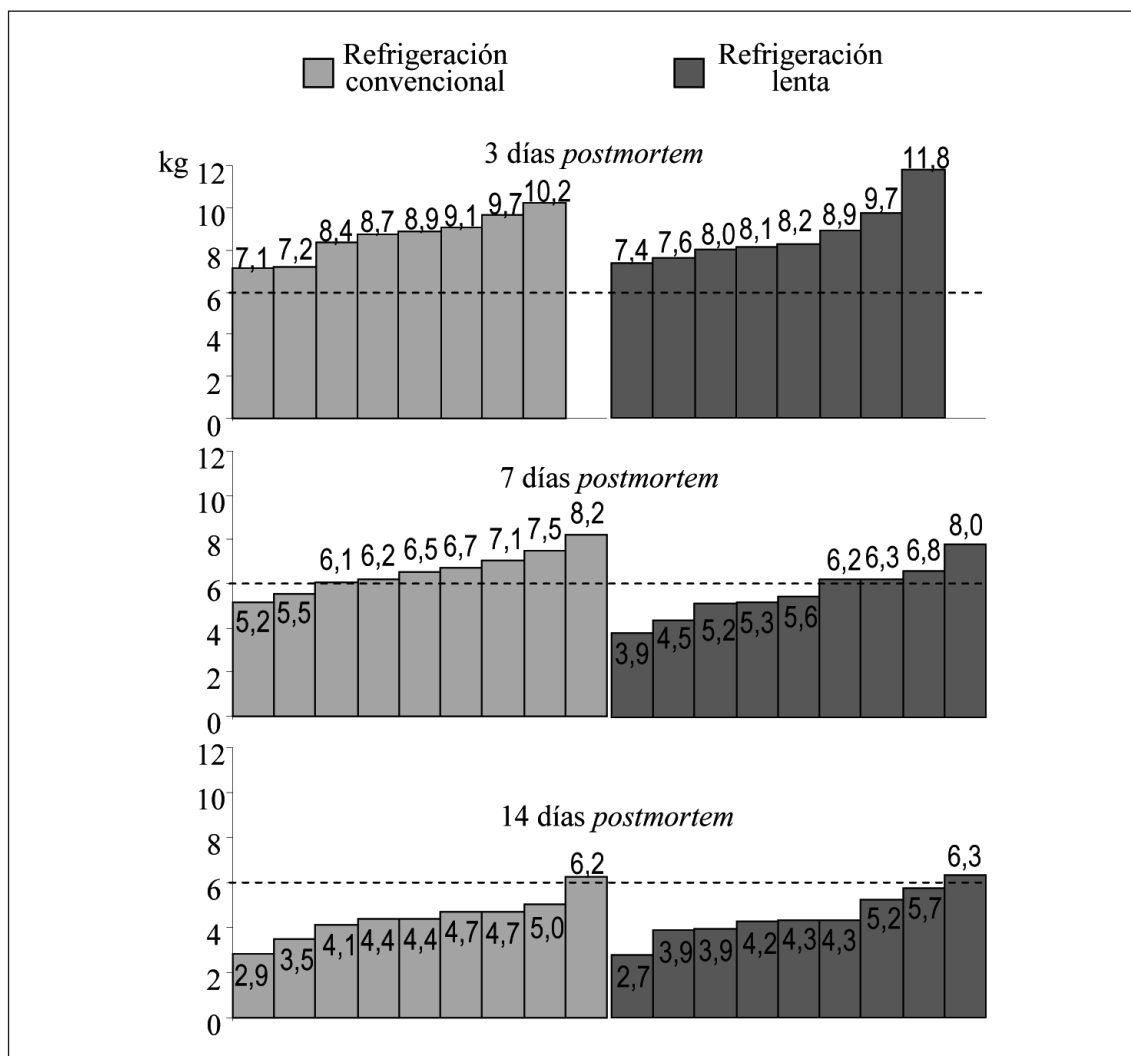 Refrigeración
convencional
Refrigeración
lenta
3 días postmortem
kg
12
10
8
6
4
2
0
7,1 7,2 8,4 8,7 8,9 9,1 9,7 10,2
7,4 7,6 8,0 8,1 8,2 8,9 9,7 11,8
7 días postmortem
12
10
8
6
4
2
0
5,2 5,5 6,1 6,2 6,5 6,7 7,1 7,5 8,2
3,9 4,5 5,2 5,3 5,6 6,2 6,3 6,8 8,0
14 días postmortem
12
10
8
6
4
2
0
2,9 3,5 4,1 4,4 4,4 4,7 4,7 5,0 6,2
2,7 3,9 3,9 4,2 4,3 4,3 5,2 5,7 6,3